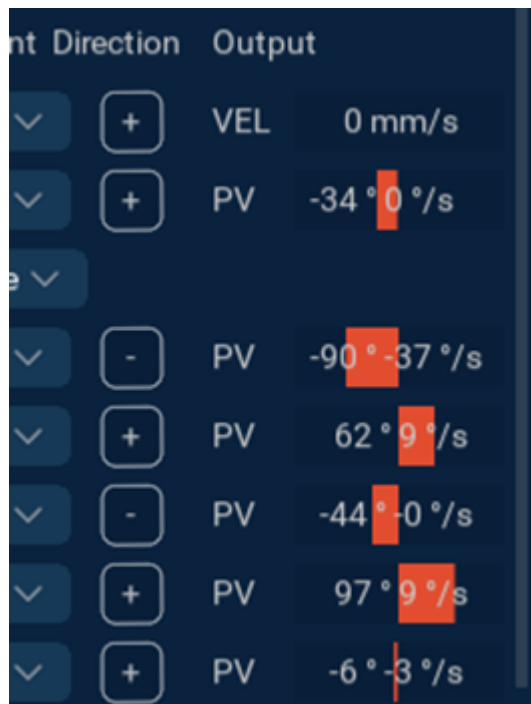 nt Direction Output
+ VEL 0 mm/s
+ PV -34 ° 0 °/s
e
- PV -90 ° -37 °/s
+ PV 62 ° 9 °/s
- PV -44 ° -0 °/s
+ PV 97 ° 9 °/s
+ PV -6 ° -3 °/s